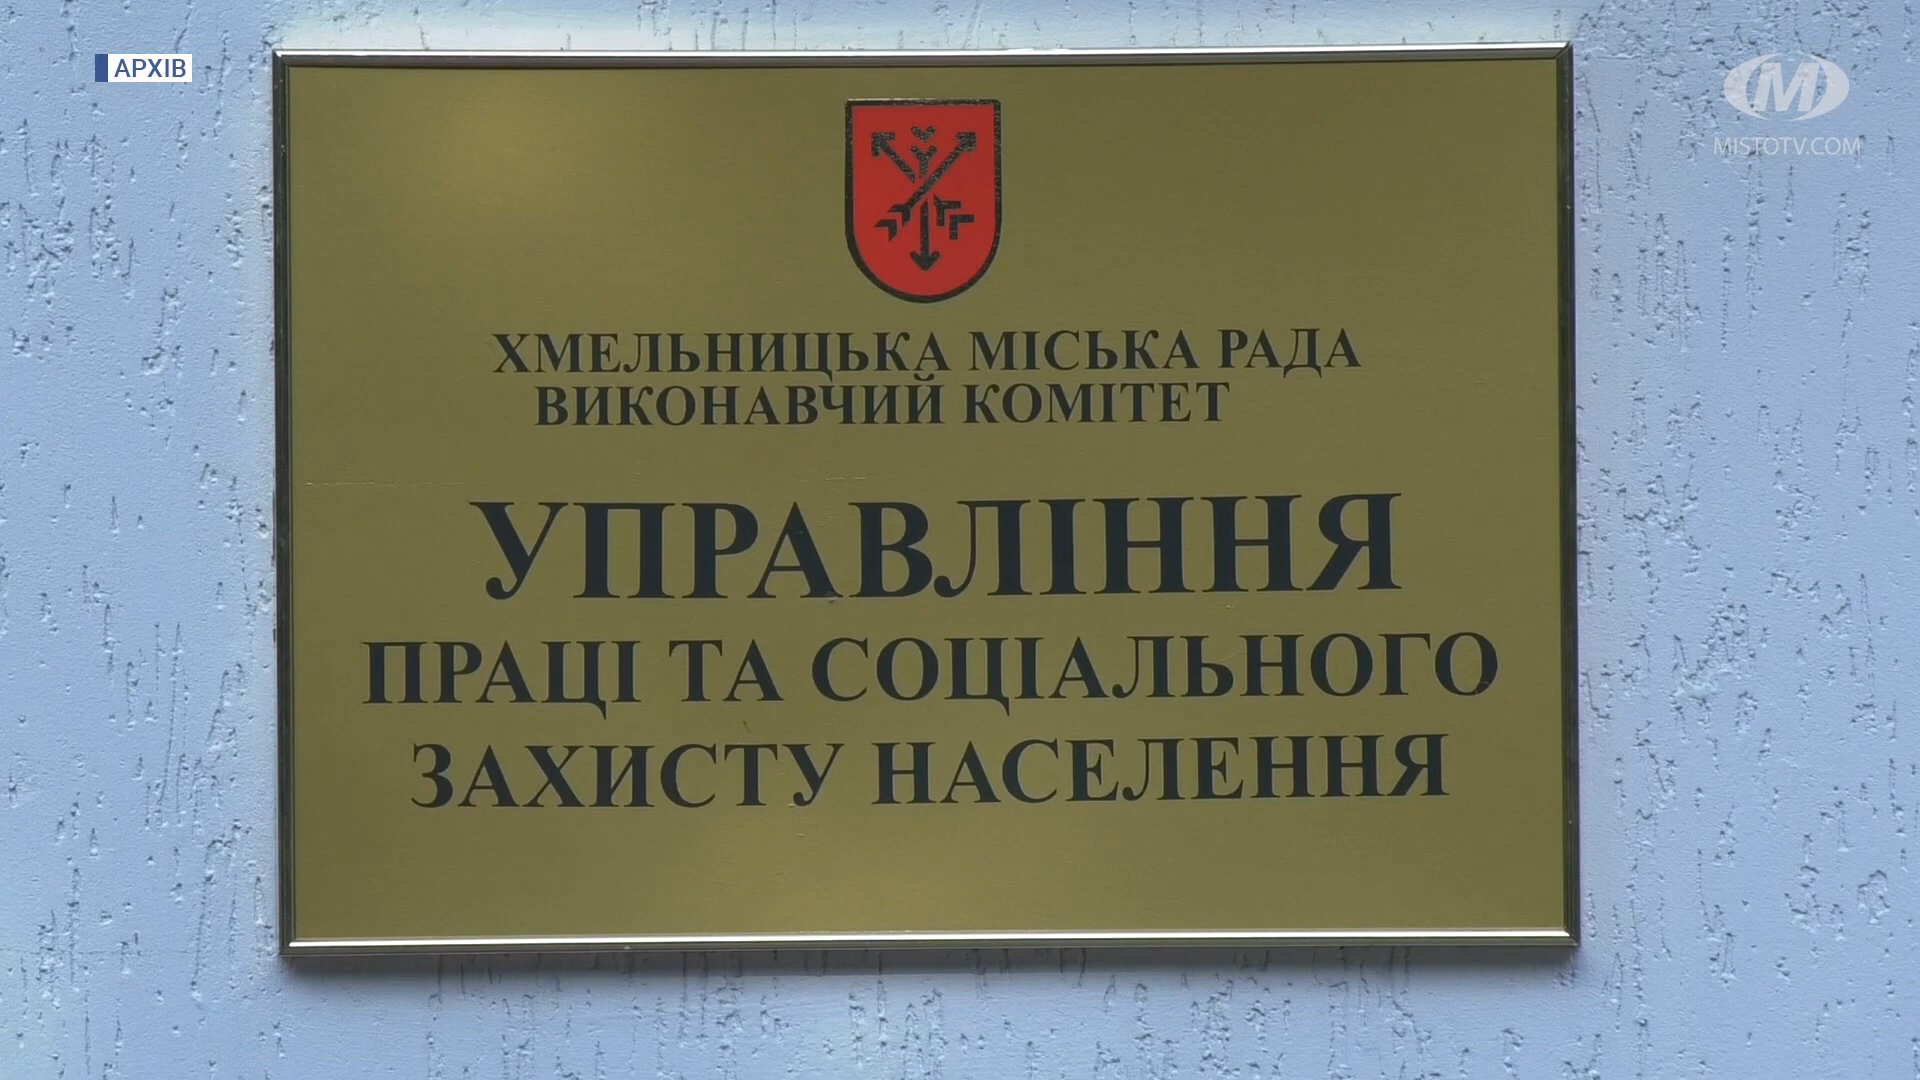 АРХІВ
М
MISTOTV.COM
ХМЕЛЬНИЦЬКА МІСЬКА РАДА
ВИКОНАВЧИЙ КОМІТЕТ
УПРАВЛІННЯ
ПРАЦІ ТА СОЦІАЛЬНОГО
ЗАХИСТУ НАСЕЛЕННЯ